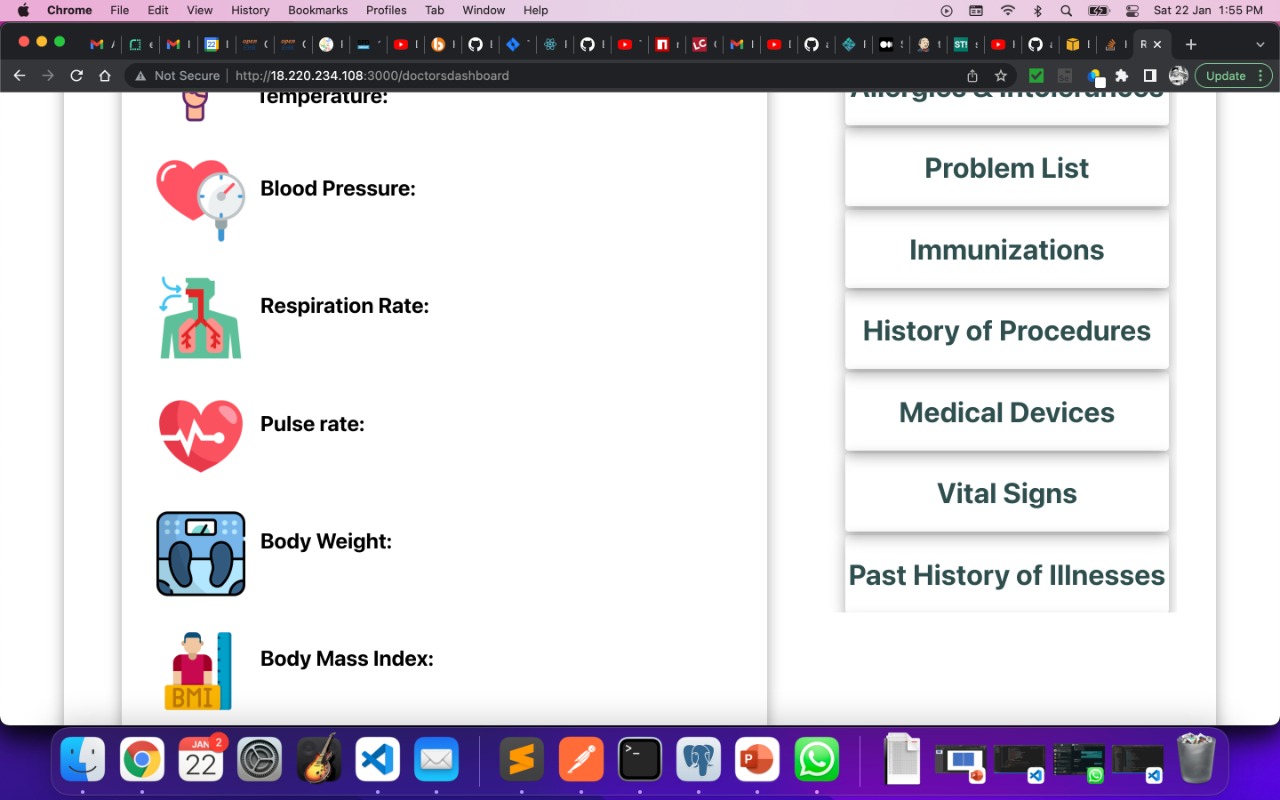 Chrome File Edit View History Bookmarks Profiles Tab Window Help Sat 22 Jan 1:55 PM
Not Secure http://18.220.234.108:3000/doctorsdashboard Update
Temperature:
Blood Pressure:
Respiration Rate:
Pulse rate:
Body Weight:
Body Mass Index:
BMI
Allergies & Intolerances
Problem List
Immunizations
History of Procedures
Medical Devices
Vital Signs
Past History of Illnesses
JAN 2
22